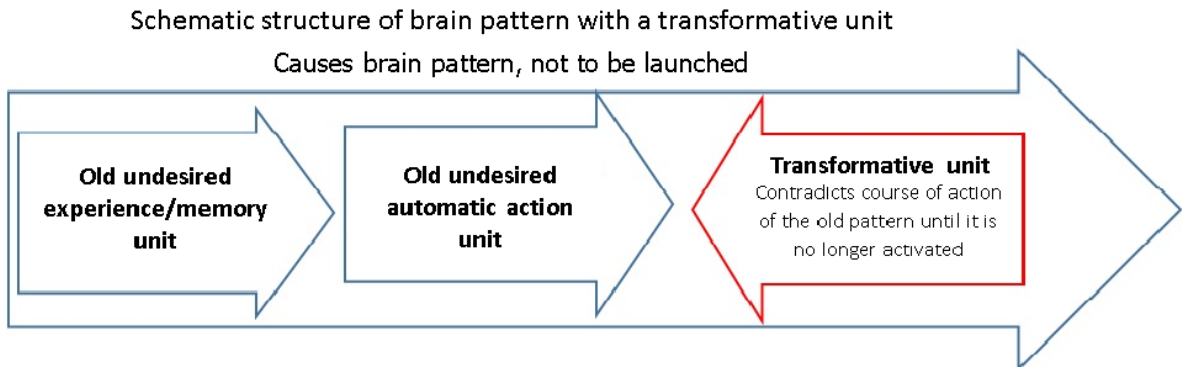 Schematic structure of brain pattern with a transformative unit
Causes brain pattern, not to be launched
Old undesired
experience/memory
unit
Old undesired
automatic action
unit
Transformative unit
Contradicts course of action
of the old pattern until it is
no longer activated